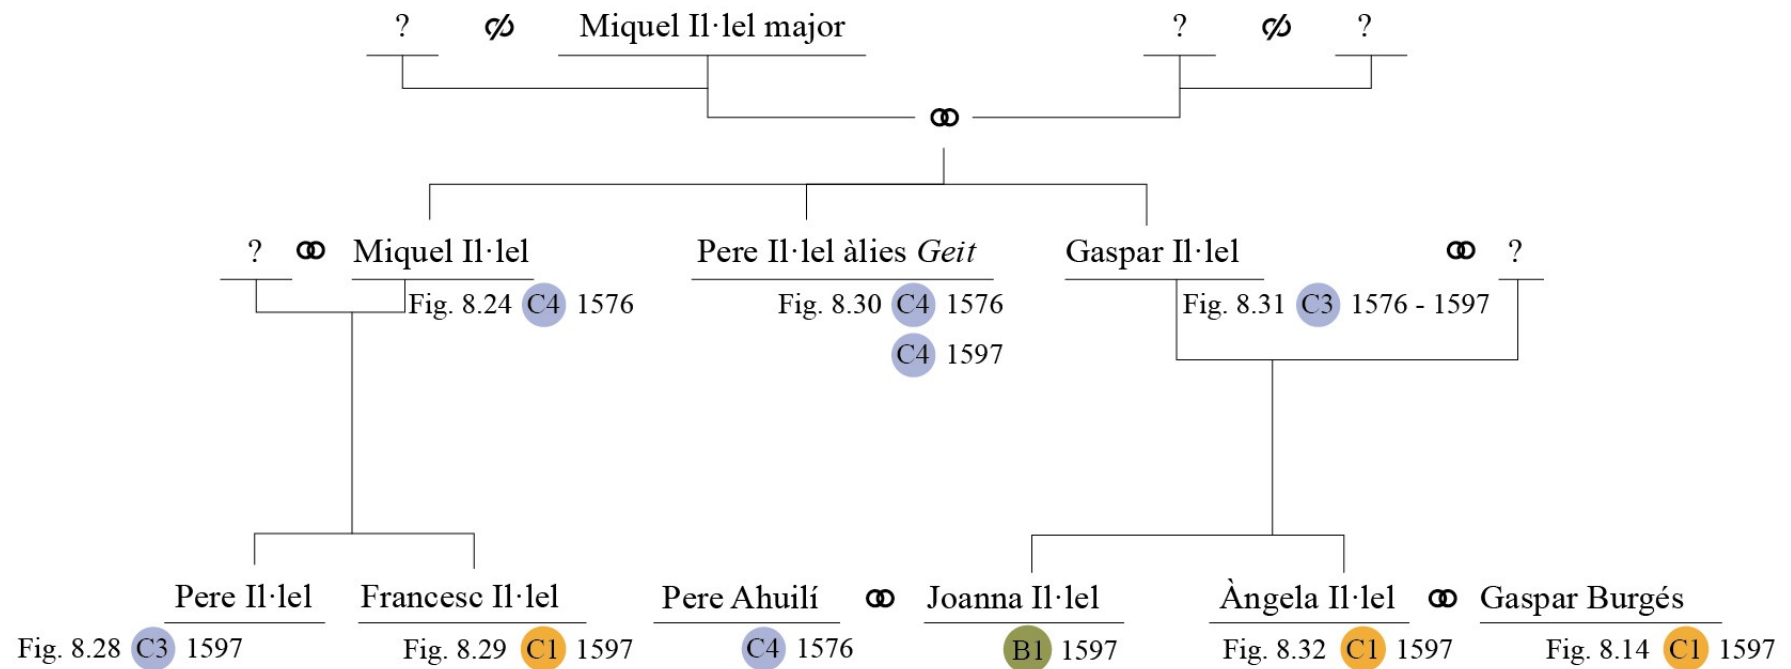 ? Miquel Il·lel major ? ?
? Miquel Il·lel Pere Il·lel àlies Geit Gaspar Il·lel ?
Fig. 8.24 C4 1576 Fig. 8.30 C4 1576 Fig. 8.31 C3 1576 - 1597
C4 1597
Pere Il·lel Francesc Il·lel Pere Ahuilí Joanna Il·lel Àngela Il·lel Gaspar Burgés
Fig. 8.28 C3 1597 Fig. 8.29 C1 1597 C4 1576 B1 1597 Fig. 8.32 C1 1597 Fig. 8.14 C1 1597